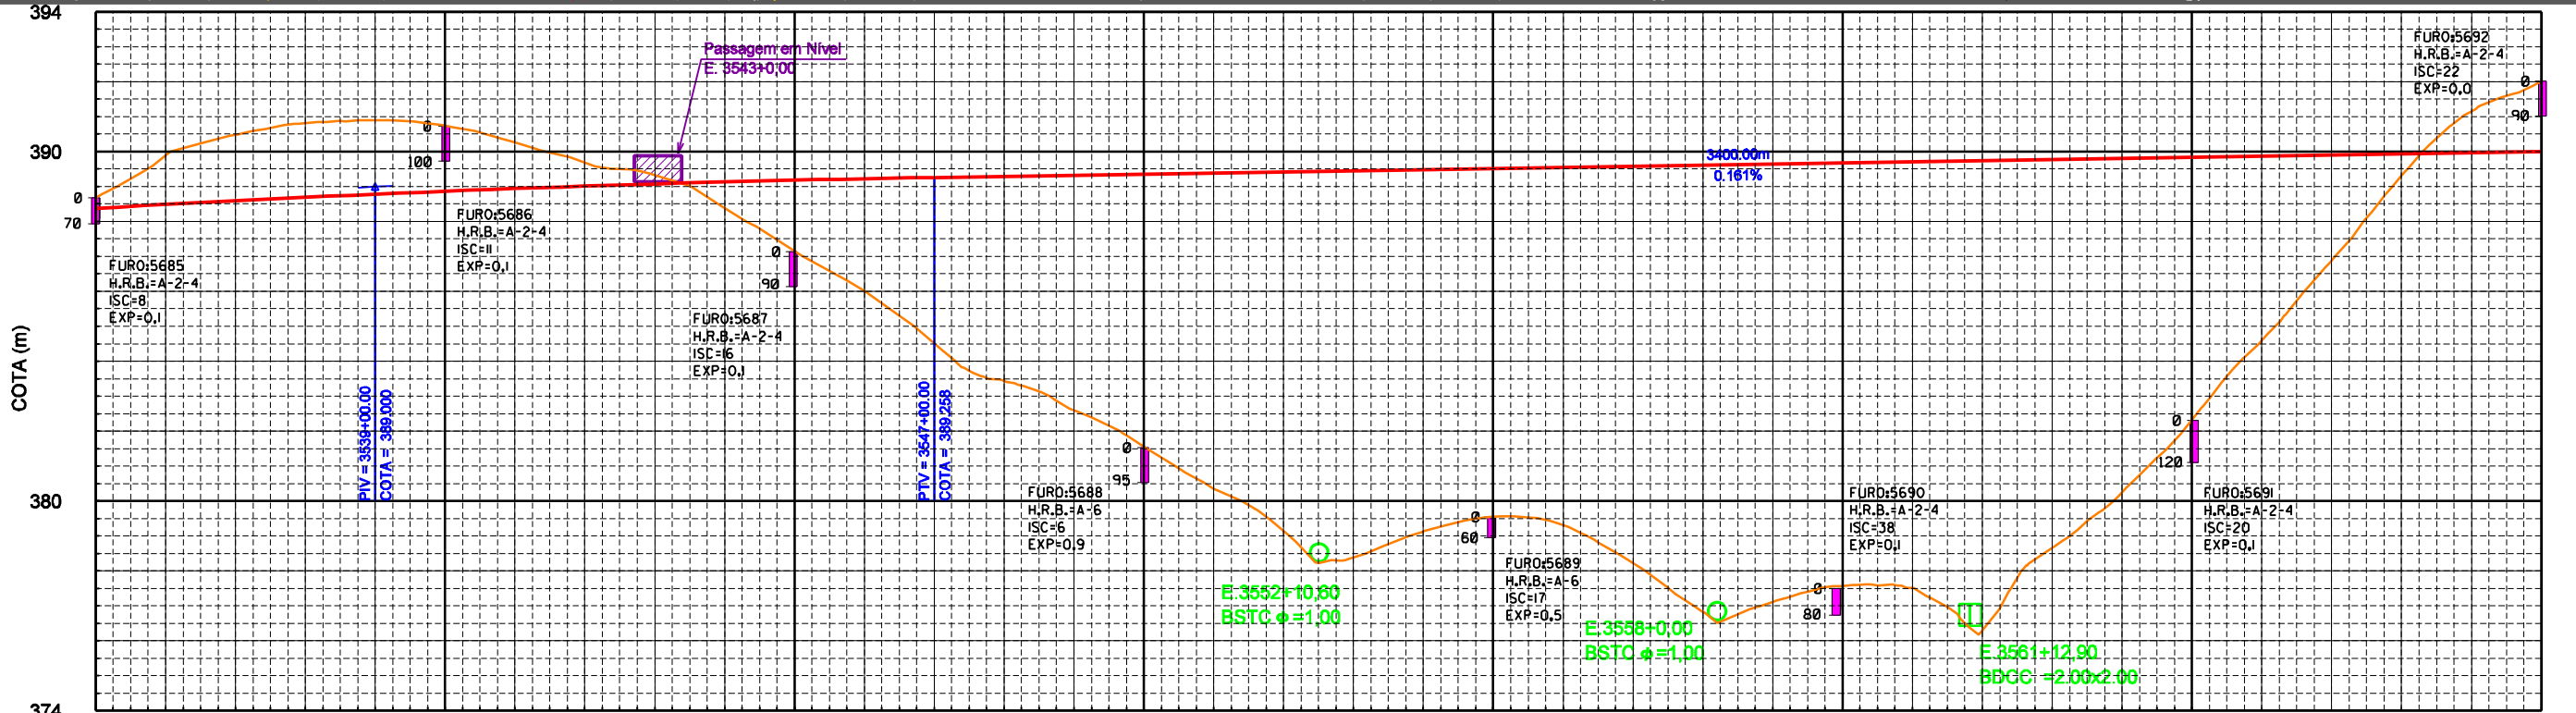 394
390
380
374
COTA (m)
Passagem em Nível
E. 3543+0,00
0
70
FURO:5685
H.R.B.=A-2-4
ISC=8
EXP=0.1
PIV = 3539+00.00
COTA = 389.000
0
100
FURO:5686
H.R.B.=A-2-4
ISC=11
EXP=0.1
0
90
FURO:5687
H.R.B.=A-2-4
ISC=16
EXP=0.1
PTV = 3547+00.00
COTA = 389.258
0
95
FURO:5688
H.R.B.=A-6
ISC=6
EXP=0.9
E.3552+10,60
BSTC Φ =1,00
0
60
FURO:5689
H.R.B.=A-6
ISC=17
EXP=0.5
3400.00m
0.161%
E.3558+0,00
BSTC Φ =1,00
0
80
FURO:5690
H.R.B.=A-2-4
ISC=38
EXP=0.1
E.3561+12,90
BDCC =2.00x2.00
0
120
FURO:5691
H.R.B.=A-2-4
ISC=20
EXP=0.1
FURO:5692
H.R.B.=A-2-4
ISC=22
EXP=0.0
0
90